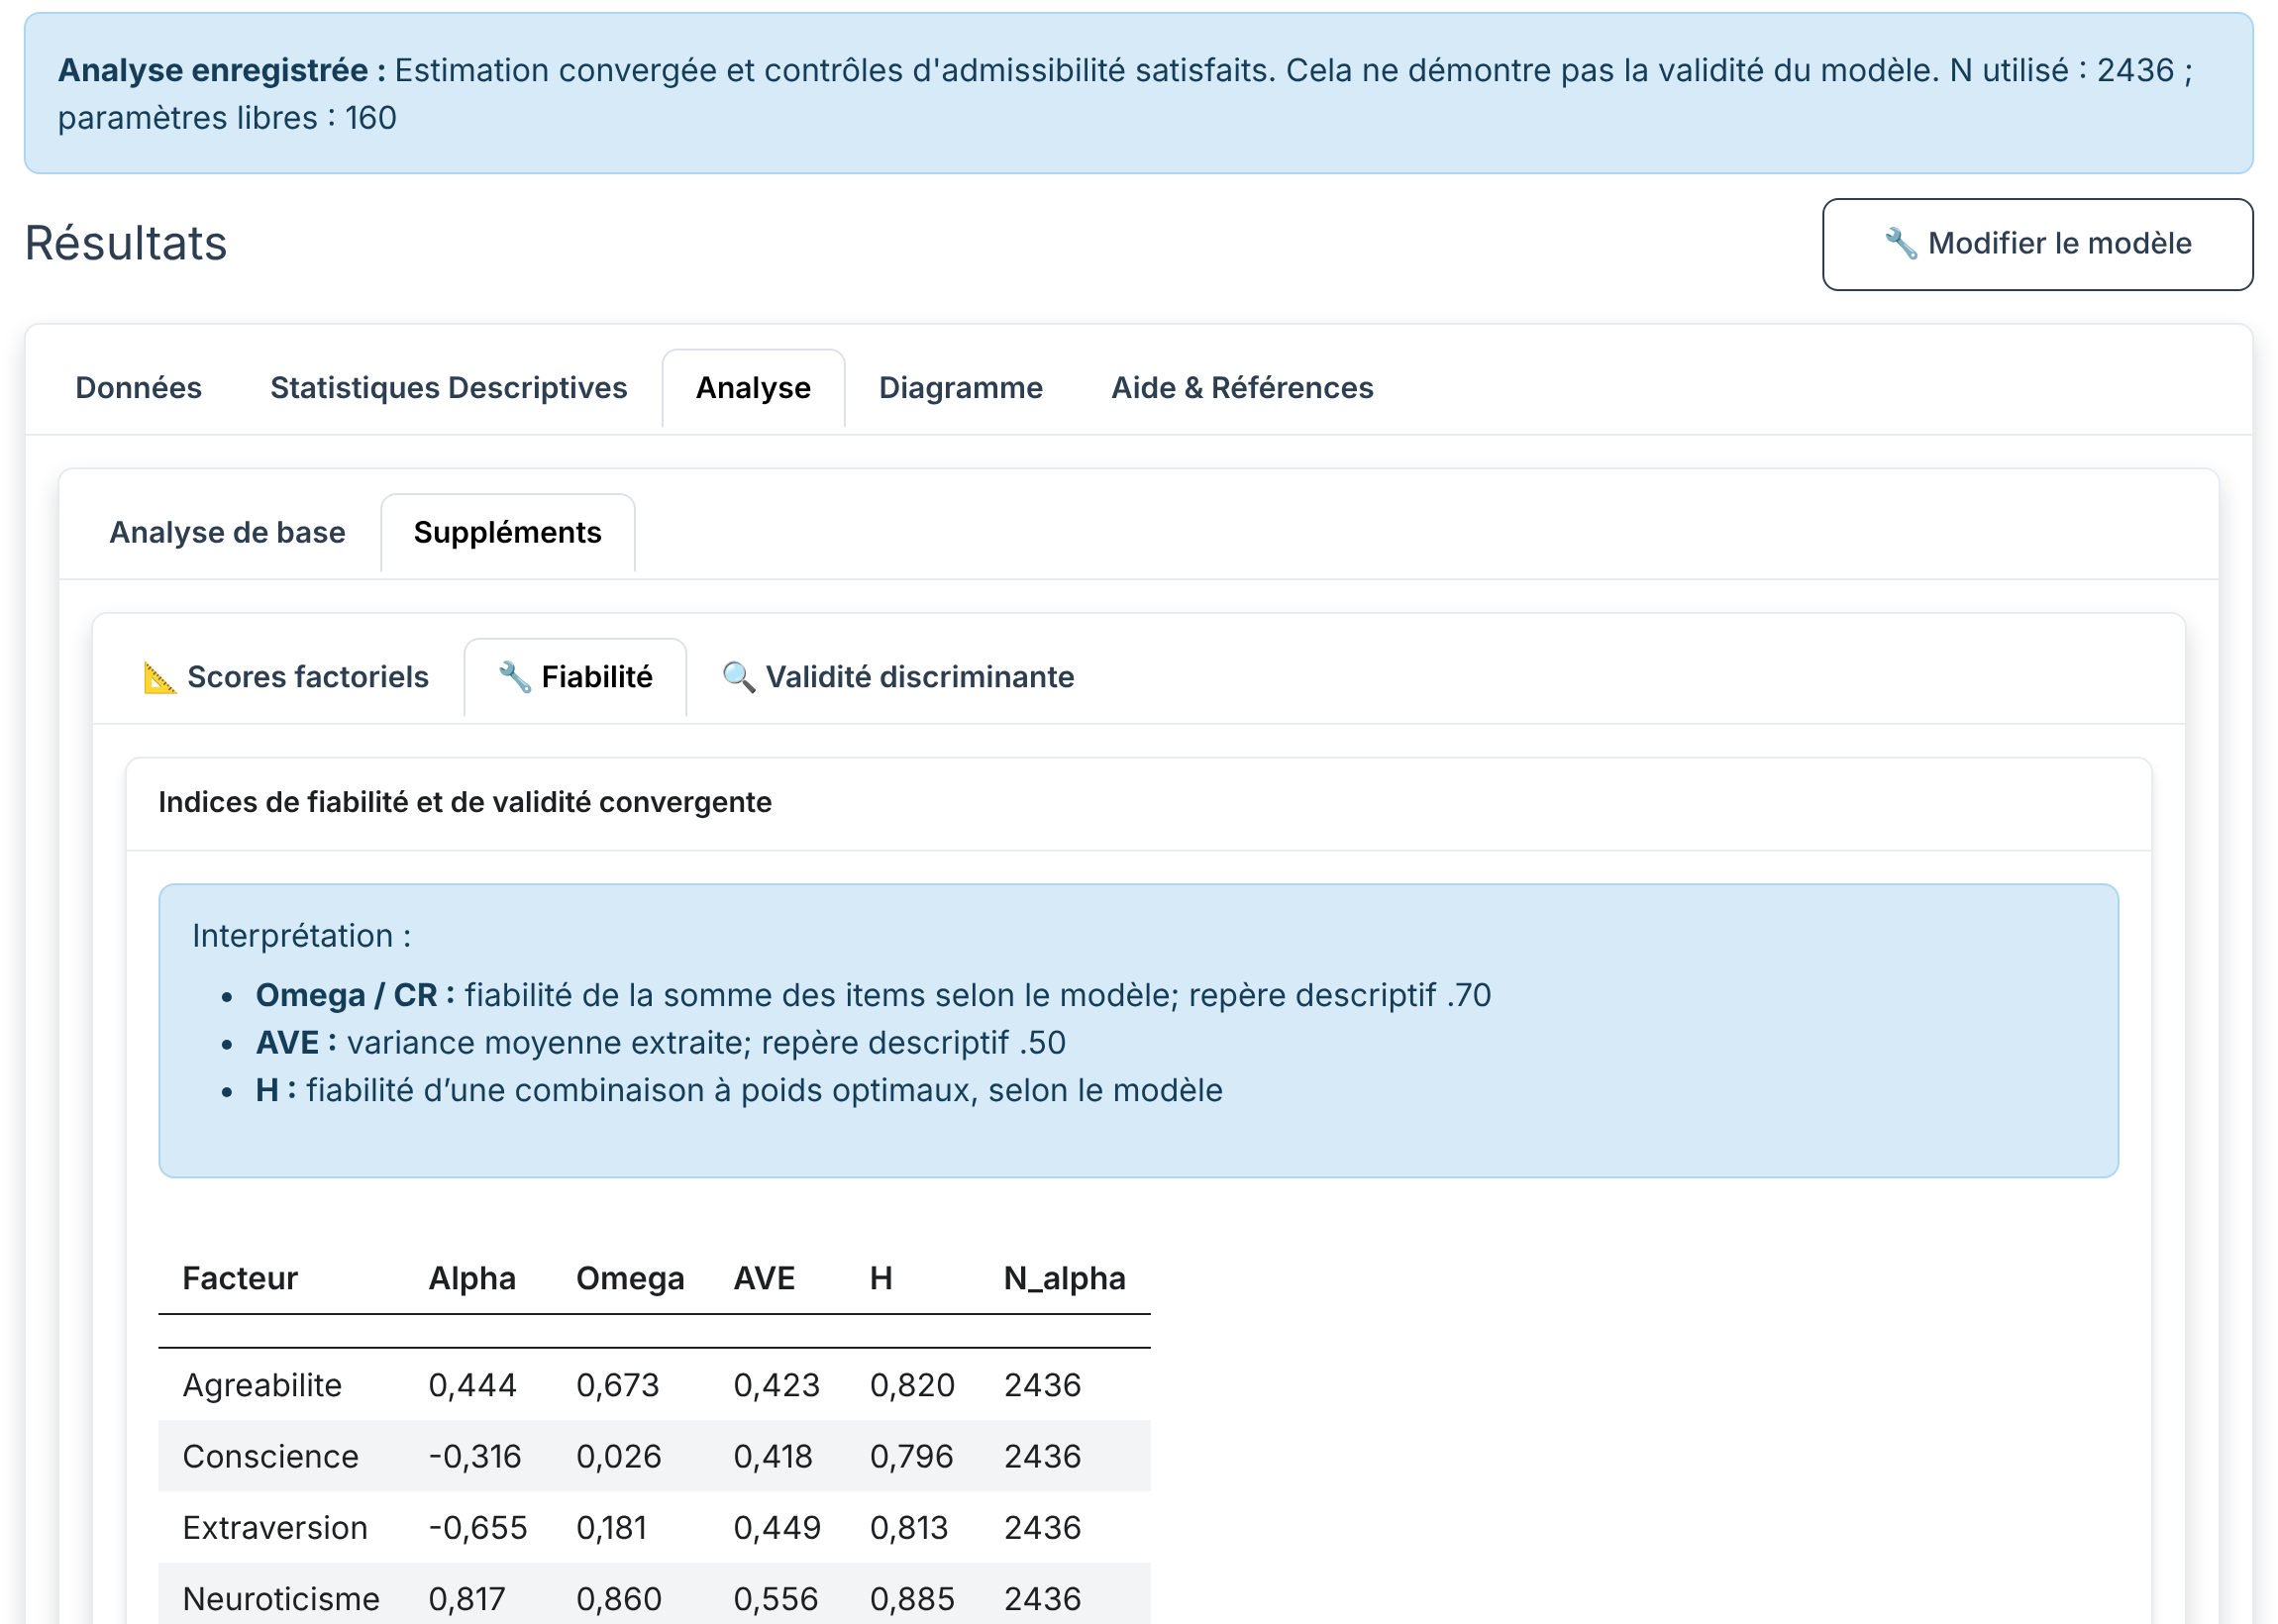 Analyse enregistrée : Estimation convergée et contrôles d'admissibilité satisfaits. Cela ne démontre pas la validité du modèle. N utilisé : 2436 ;
paramètres libres : 160
Résultats
🔧 Modifier le modèle
Données Statistiques Descriptives Analyse Diagramme Aide & Références
Analyse de base Suppléments
📐 Scores factoriels 🔧 Fiabilité 🔍 Validité discriminante
Indices de fiabilité et de validité convergente
Interprétation :
• Omega / CR : fiabilité de la somme des items selon le modèle; repère descriptif .70
• AVE : variance moyenne extraite; repère descriptif .50
• H : fiabilité d’une combinaison à poids optimaux, selon le modèle
Facteur Alpha Omega AVE H N_alpha
Agreabilite 0,444 0,673 0,423 0,820 2436
Conscience -0,316 0,026 0,418 0,796 2436
Extraversion -0,655 0,181 0,449 0,813 2436
Neuroticisme 0,817 0,860 0,556 0,885 2436